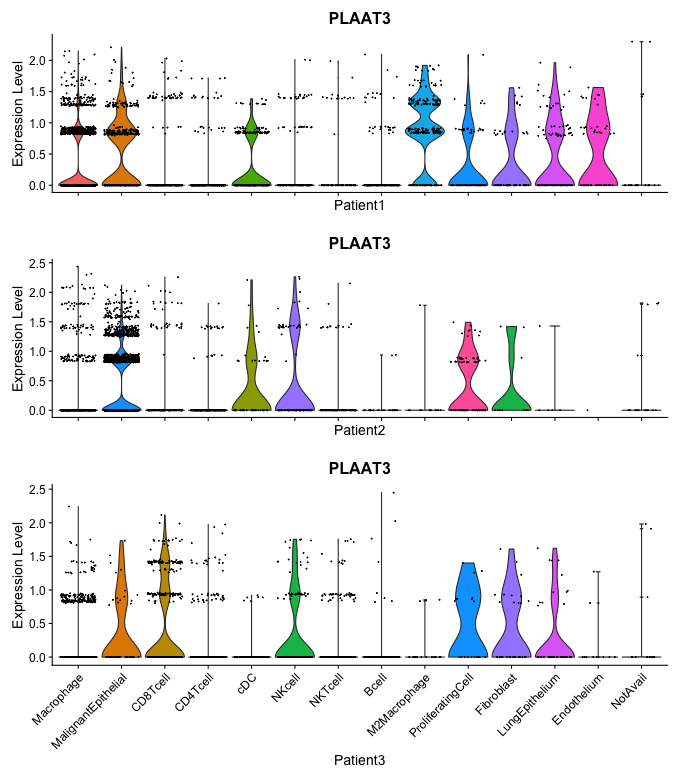 PLAAT3
Expression Level
2.0
1.5
1.0
0.5
0.0
Patient1
PLAAT3
Expression Level
2.5
2.0
1.5
1.0
0.5
0.0
Patient2
PLAAT3
Expression Level
2.5
2.0
1.5
1.0
0.5
0.0
Macrophage
MalignantEpithelial
CD8Tcell
CD4Tcell
cDC
NKcell
NKTcell
Bcell
M2Macrophage
ProliferatingCell
Fibroblast
LungEpithelium
Endothelium
NotAvail
Patient3